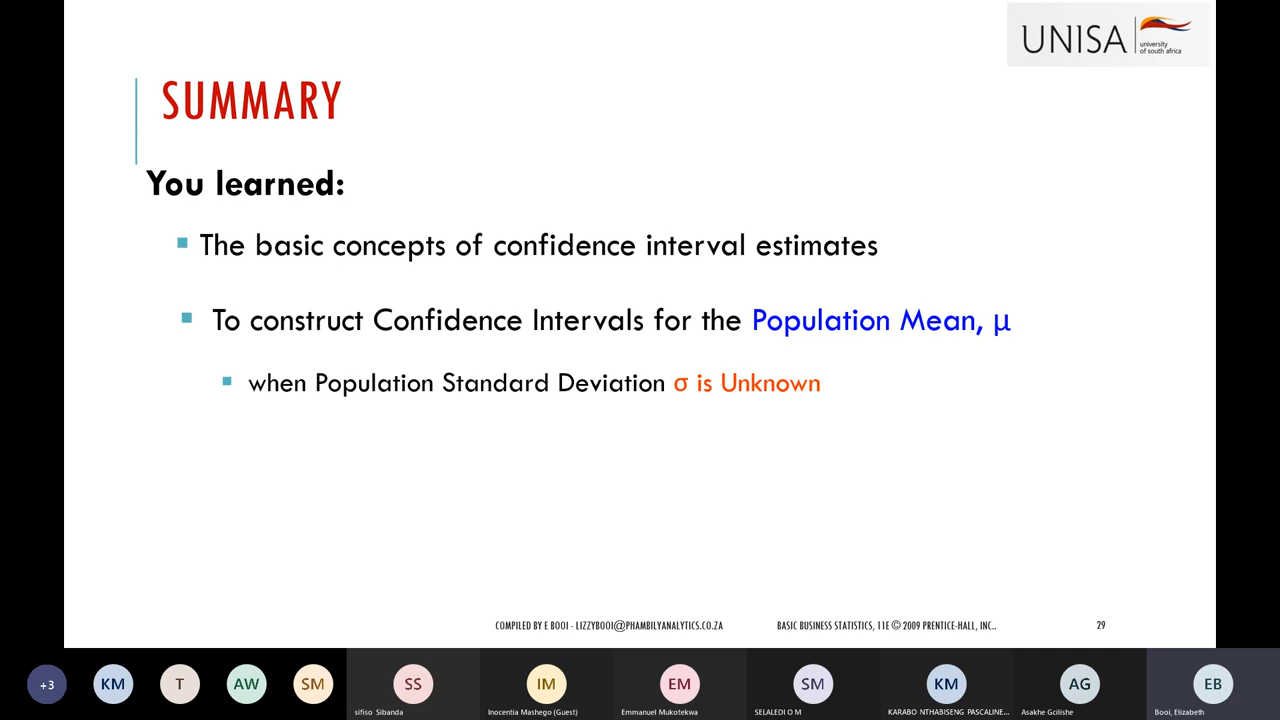 UNISA
university
of south africa
SUMMARY
You learned:
The basic concepts of confidence interval estimates
To construct Confidence Intervals for the Population Mean, μ
when Population Standard Deviation σ is Unknown
COMPILED BY E BOOI - LIZZYBOOI@PHAMBILYANALYTICS.CO.ZA
BASIC BUSINESS STATISTICS, 11E © 2009 PRENTICE-HALL, INC..
29
+3
KM
T
AW
SM
SS
IM
EM
SM
KM
AG
EB
sifiso Sibanda
Inocentia Mashego (Guest)
Emmanuel Mukotekwa
SELALEDI O M
KARABO NTHABISENG PASCALINE...
Asakhe Gcilishe
Booi, Elizabeth